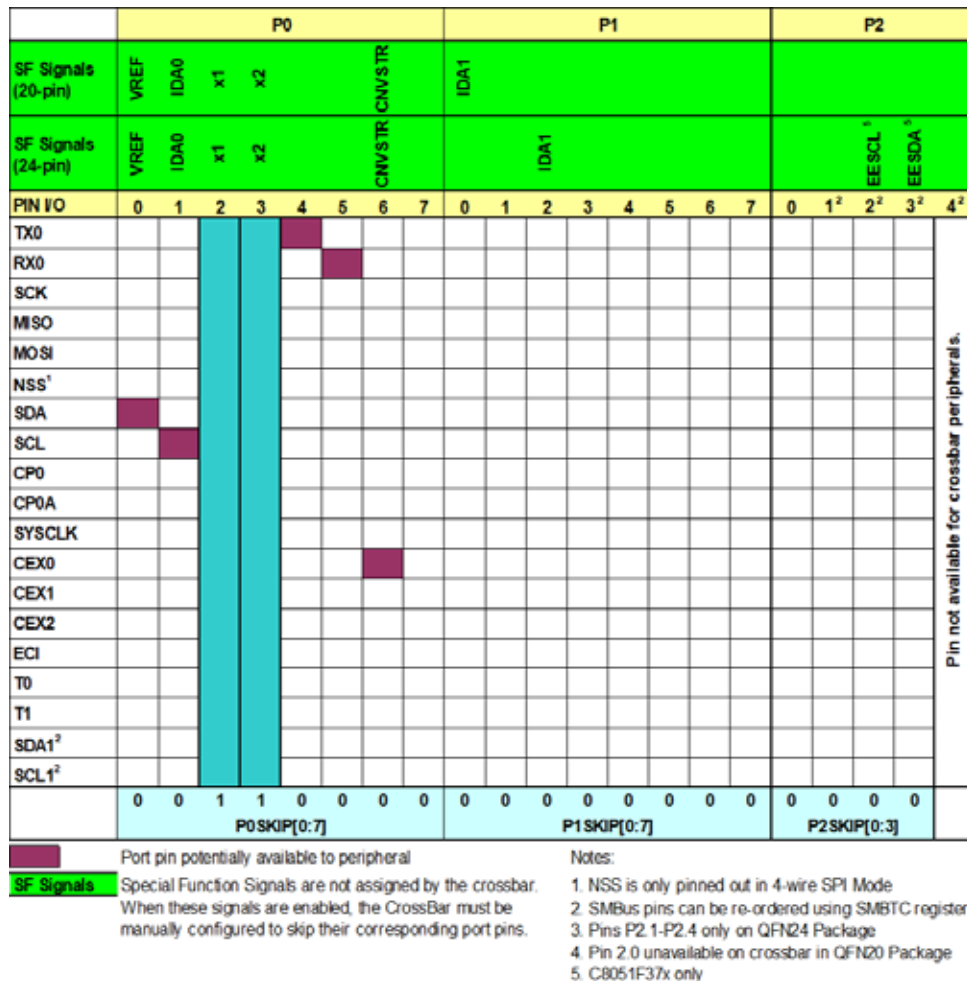 P0 P1 P2
SF Signals (20-pin) VREF IDA0 x1 x2 CNVSTR IDA1
SF Signals (24-pin) VREF IDA0 x1 x2 CNVSTR IDA1 EESCL ⁵ EESDA ⁵
PIN I/O 0 1 2 3 4 5 6 7 0 1 2 3 4 5 6 7 0 1² 2² 3² 4²
TX0
RX0
SCK
MISO
MOSI
NSS¹
SDA
SCL
CP0
CP0A
SYSCLK
CEX0
CEX1
CEX2
ECI
T0
T1
SDA1²
SCL1²
Pin not available for crossbar peripherals.
0 0 1 1 0 0 0 0 0 0 0 0 0 0 0 0 0 0 0 0
P0SKIP[0:7] P1SKIP[0:7] P2SKIP[0:3]
Port pin potentially available to peripheral
SF Signals Special Function Signals are not assigned by the crossbar.
When these signals are enabled, the CrossBar must be
manually configured to skip their corresponding port pins.
Notes:
1. NSS is only pinned out in 4-wire SPI Mode
2. SMBus pins can be re-ordered using SMBTC register
3. Pins P2.1-P2.4 only on QFN24 Package
4. Pin 2.0 unavailable on crossbar in QFN20 Package
5. C8051F37x only